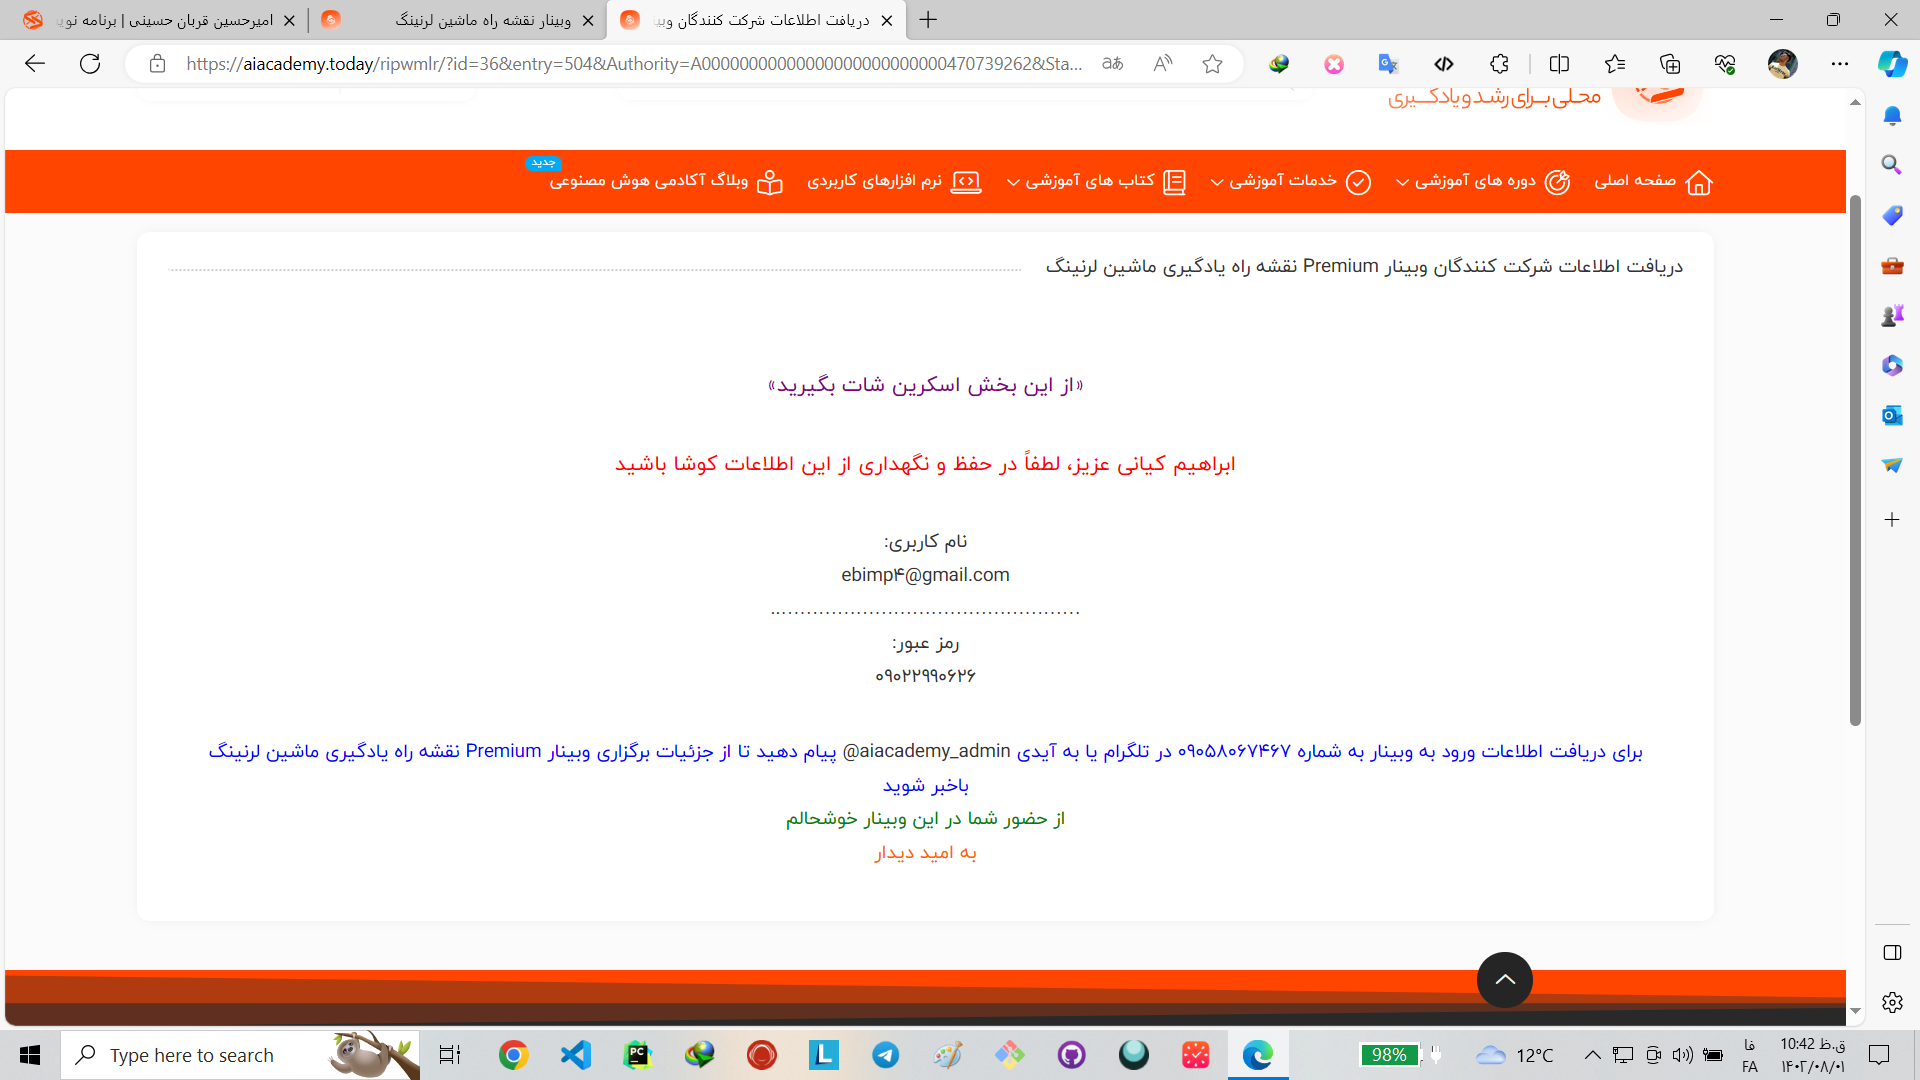 امیرحسین قربان حسینی | برنامه نوی
وبینار نقشه راه ماشین لرنینگ
دریافت اطلاعات شرکت کنندگان وبی
https://aiacademy.today/ripwmlr/?id=36&entry=504&Authority=A000000000000000000000000000470739262&Sta...
محلی برای رشد و یادگیری
صفحه اصلی
دوره های آموزشی
خدمات آموزشی
کتاب های آموزشی
نرم افزارهای کاربردی
وبلاگ آکادمی هوش مصنوعی
جدید
دریافت اطلاعات شرکت کنندگان وبینار Premium نقشه راه یادگیری ماشین لرنینگ
«از این بخش اسکرین شات بگیرید»
ابراهیم کیانی عزیز، لطفاً در حفظ و نگهداری از این اطلاعات کوشا باشید
نام کاربری:
ebimp۴@gmail.com
رمز عبور:
۰۹۰۲۲۹۹۰۶۲۶
برای دریافت اطلاعات ورود به وبینار به شماره ۰۹۰۵۸۰۶۷۴۶۷ در تلگرام یا به آیدی aiacademy_admin@ پیام دهید تا از جزئیات برگزاری وبینار Premium نقشه راه یادگیری ماشین لرنینگ
باخبر شوید
از حضور شما در این وبینار خوشحالم
به امید دیدار
Type here to search
98%
12°C
فا
FA
10:42 ق.ظ
۱۴۰۲/۰۸/۰۱